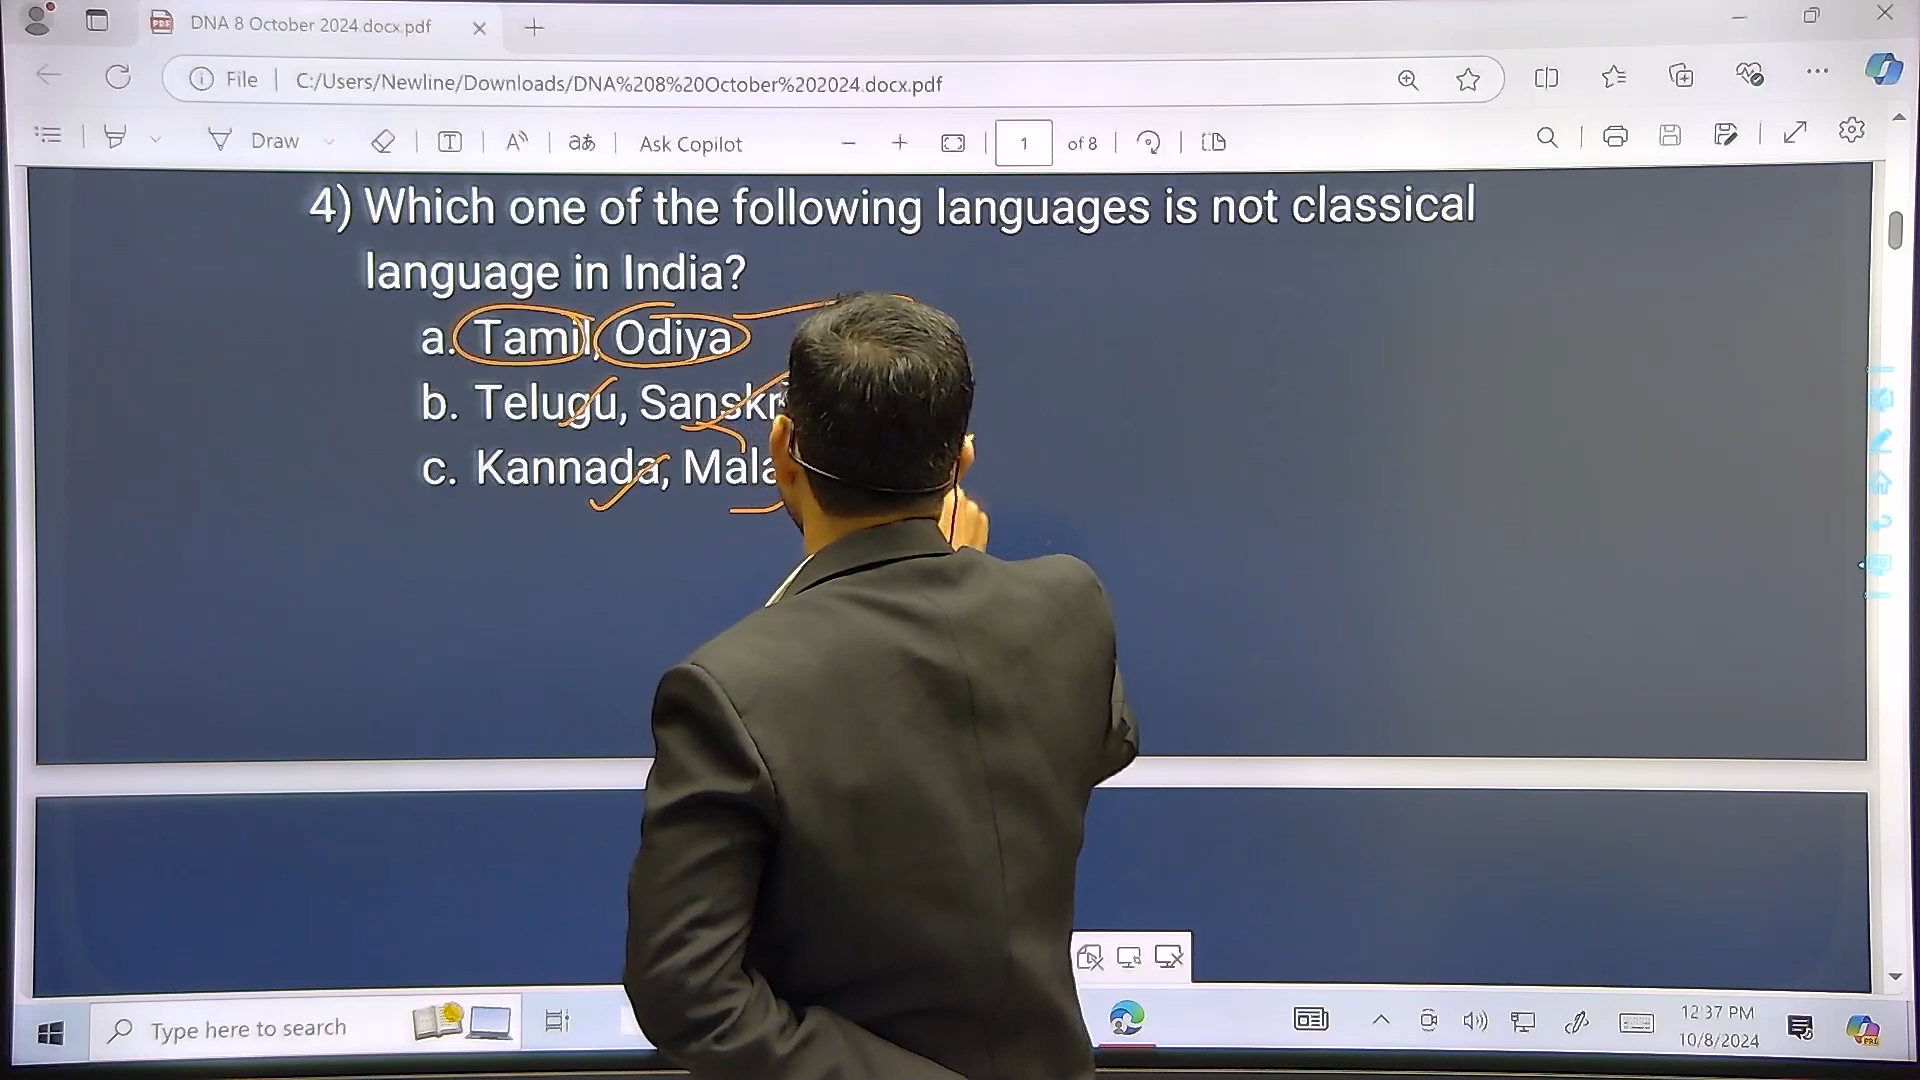 DNA 8 October 2024.docx.pdf
File
C:/Users/Newline/Downloads/DNA%208%20October%202024.docx.pdf
Draw
Ask Copilot
1 of 8
4) Which one of the following languages is not classical
language in India?
a. Tamil, Odiya
b. Telugu,
c. Kannada,
Type here to search
12:37 PM
10/8/2024